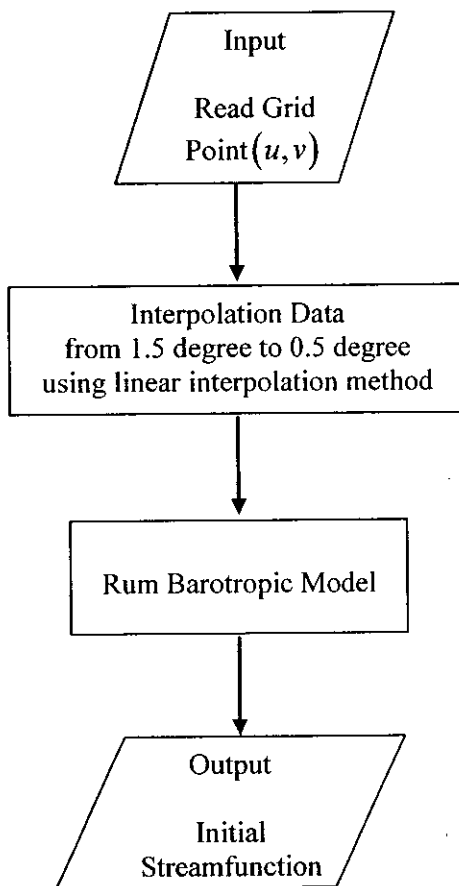 Input
Read Grid
Point(u,v)
Interpolation Data
from 1.5 degree to 0.5 degree
using linear interpolation method
Rum Barotropic Model
Output
Initial
Streamfunction